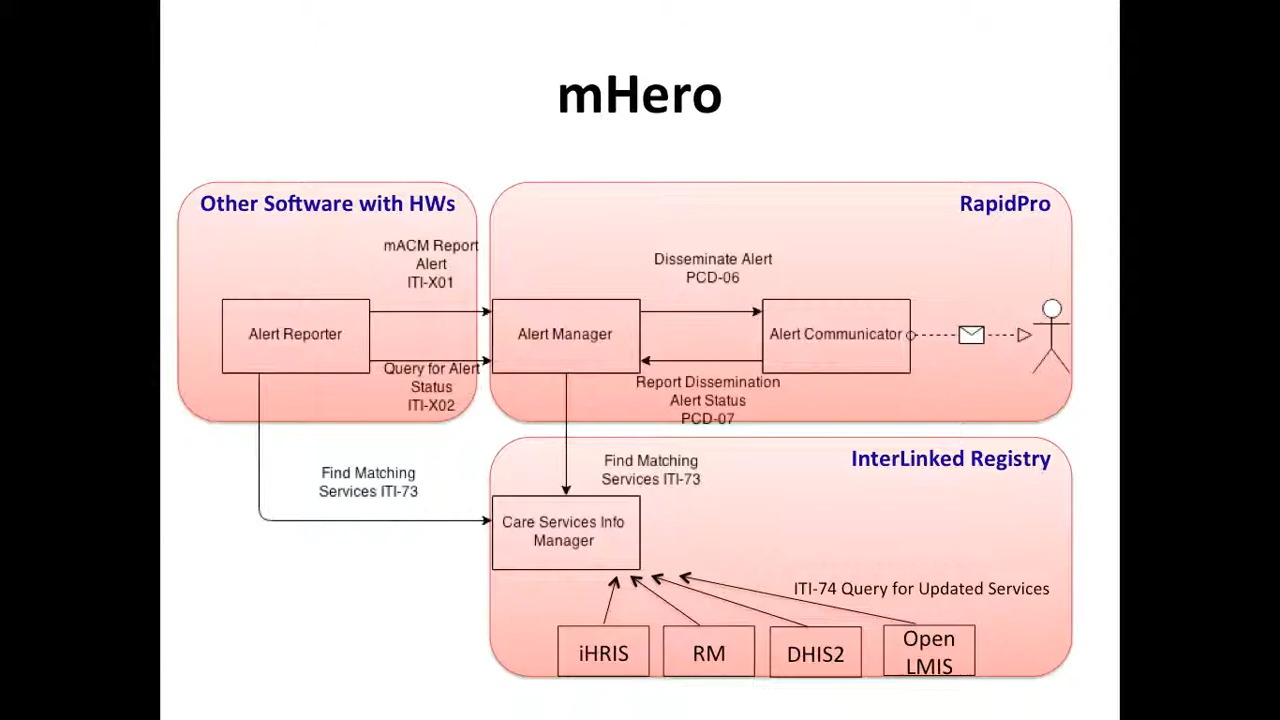 mHero
Other Software with HWs
RapidPro
mACM Report
Alert
ITI-X01
Disseminate Alert
PCD-06
Alert Reporter
Alert Manager
Alert Communicator
Query for Alert
Status
ITI-X02
Report Dissemination
Alert Status
PCD-07
InterLinked Registry
Find Matching
Services ITI-73
Find Matching
Services ITI-73
Care Services Info
Manager
ITI-74 Query for Updated Services
iHRIS
RM
DHIS2
Open
LMIS